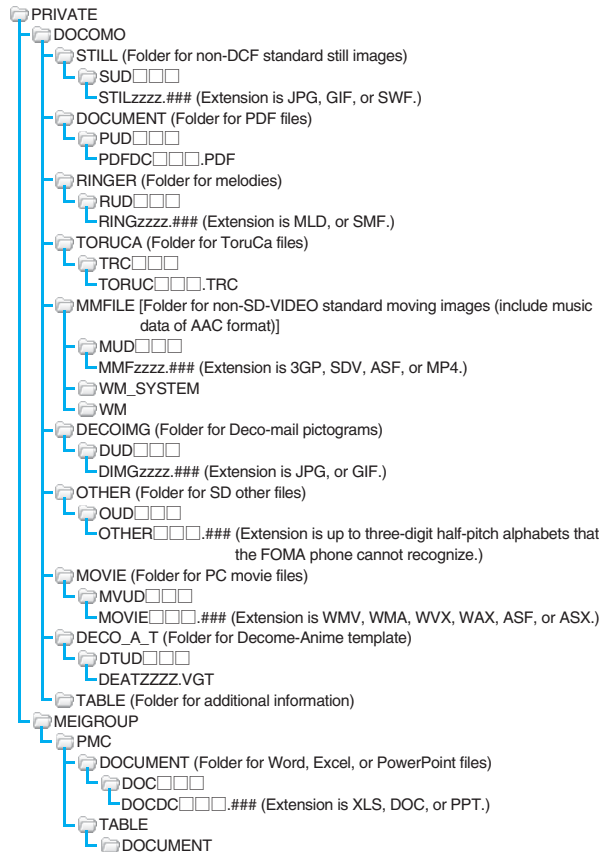 PRIVATE
DOCOMO
STILL (Folder for non-DCF standard still images)
SUD□□□
STILzzzz.### (Extension is JPG, GIF, or SWF.)
DOCUMENT (Folder for PDF files)
PUD□□□
PDFDC□□□.PDF
RINGER (Folder for melodies)
RUD□□□
RINGzzzz.### (Extension is MLD, or SMF.)
TORUCA (Folder for ToruCa files)
TRC□□□
TORUC□□□.TRC
MMFILE [Folder for non-SD-VIDEO standard moving images (include music
data of AAC format)]
MUD□□□
MMFzzzz.### (Extension is 3GP, SDV, ASF, or MP4.)
WM_SYSTEM
WM
DECOIMG (Folder for Deco-mail pictograms)
DUD□□□
DIMGzzzz.### (Extension is JPG, or GIF.)
OTHER (Folder for SD other files)
OUD□□□
OTHER□□□.### (Extension is up to three-digit half-pitch alphabets that
the FOMA phone cannot recognize.)
MOVIE (Folder for PC movie files)
MVUD□□□
MOVIE□□□.### (Extension is WMV, WMA, WVX, WAX, ASF, or ASX.)
DECO_A_T (Folder for Decome-Anime template)
DTUD□□□
DEATZZZZ.VGT
TABLE (Folder for additional information)
MEIGROUP
PMC
DOCUMENT (Folder for Word, Excel, or PowerPoint files)
DOC□□□
DOCDC□□□.### (Extension is XLS, DOC, or PPT.)
TABLE
DOCUMENT